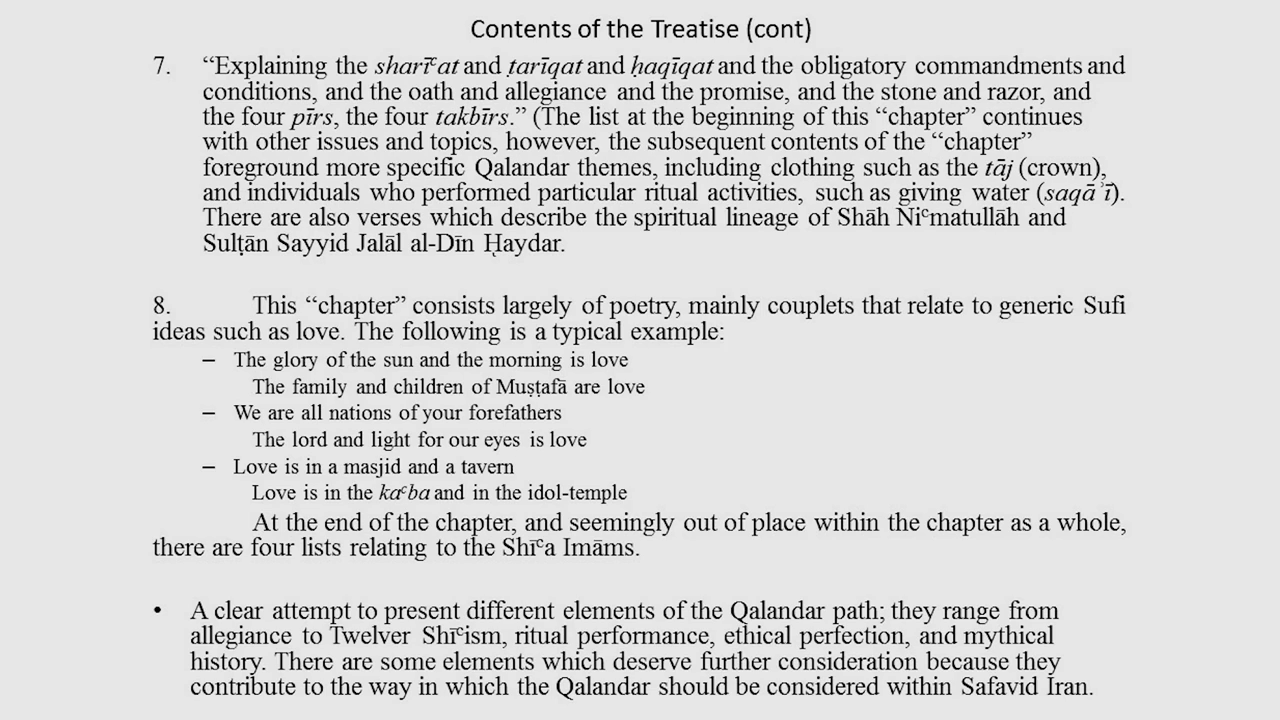 Contents of the Treatise (cont)
7. “Explaining the sharīʿat and ṭarīqat and ḥaqīqat and the obligatory commandments and
conditions, and the oath and allegiance and the promise, and the stone and razor, and
the four pīrs, the four takbīrs.” (The list at the beginning of this “chapter” continues
with other issues and topics, however, the subsequent contents of the “chapter”
foreground more specific Qalandar themes, including clothing such as the tāj (crown),
and individuals who performed particular ritual activities, such as giving water (saqāʾī).
There are also verses which describe the spiritual lineage of Shāh Niʿmatullāh and
Sulṭān Sayyid Jalāl al-Dīn Ḥaydar.
8. This “chapter” consists largely of poetry, mainly couplets that relate to generic Sufi
ideas such as love. The following is a typical example:
– The glory of the sun and the morning is love
The family and children of Muṣṭafā are love
– We are all nations of your forefathers
The lord and light for our eyes is love
– Love is in a masjid and a tavern
Love is in the kaʿba and in the idol-temple
At the end of the chapter, and seemingly out of place within the chapter as a whole,
there are four lists relating to the Shīʿa Imāms.
• A clear attempt to present different elements of the Qalandar path; they range from
allegiance to Twelver Shīʿism, ritual performance, ethical perfection, and mythical
history. There are some elements which deserve further consideration because they
contribute to the way in which the Qalandar should be considered within Safavid Iran.